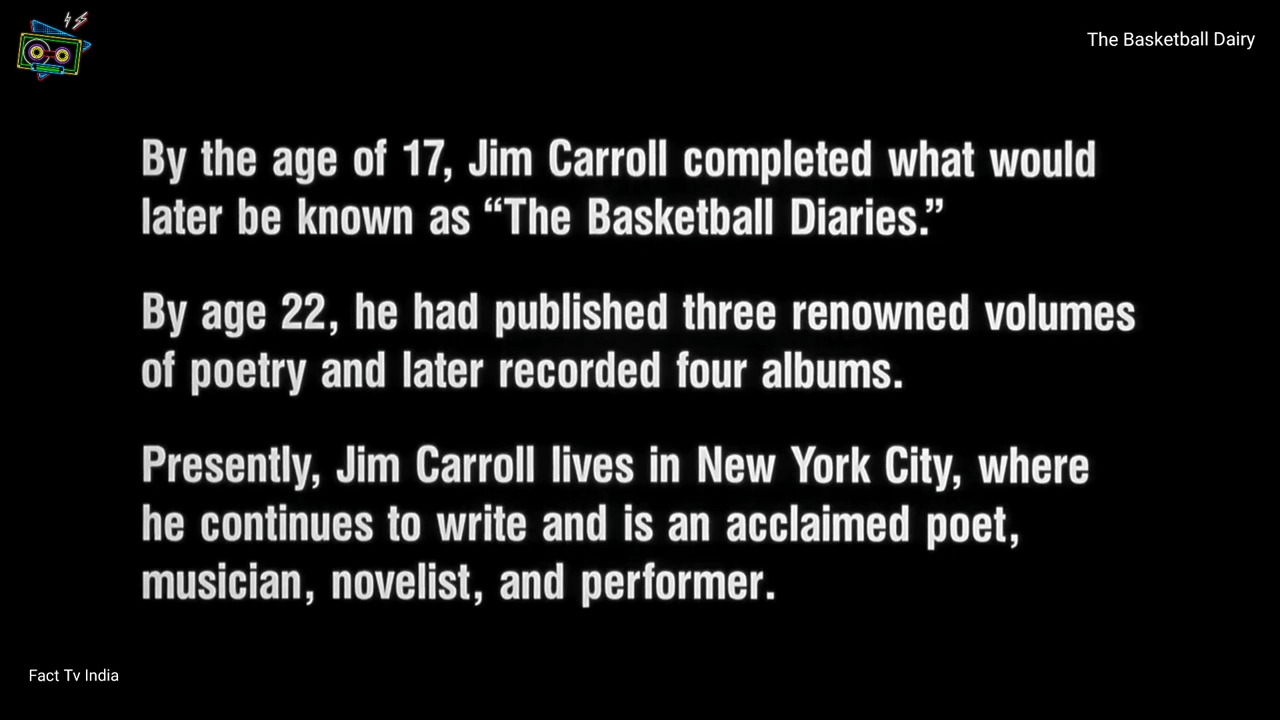 The Basketball Dairy
By the age of 17, Jim Carroll completed what would
later be known as “The Basketball Diaries.”
By age 22, he had published three renowned volumes
of poetry and later recorded four albums.
Presently, Jim Carroll lives in New York City, where
he continues to write and is an acclaimed poet,
musician, novelist, and performer.
Fact Tv India